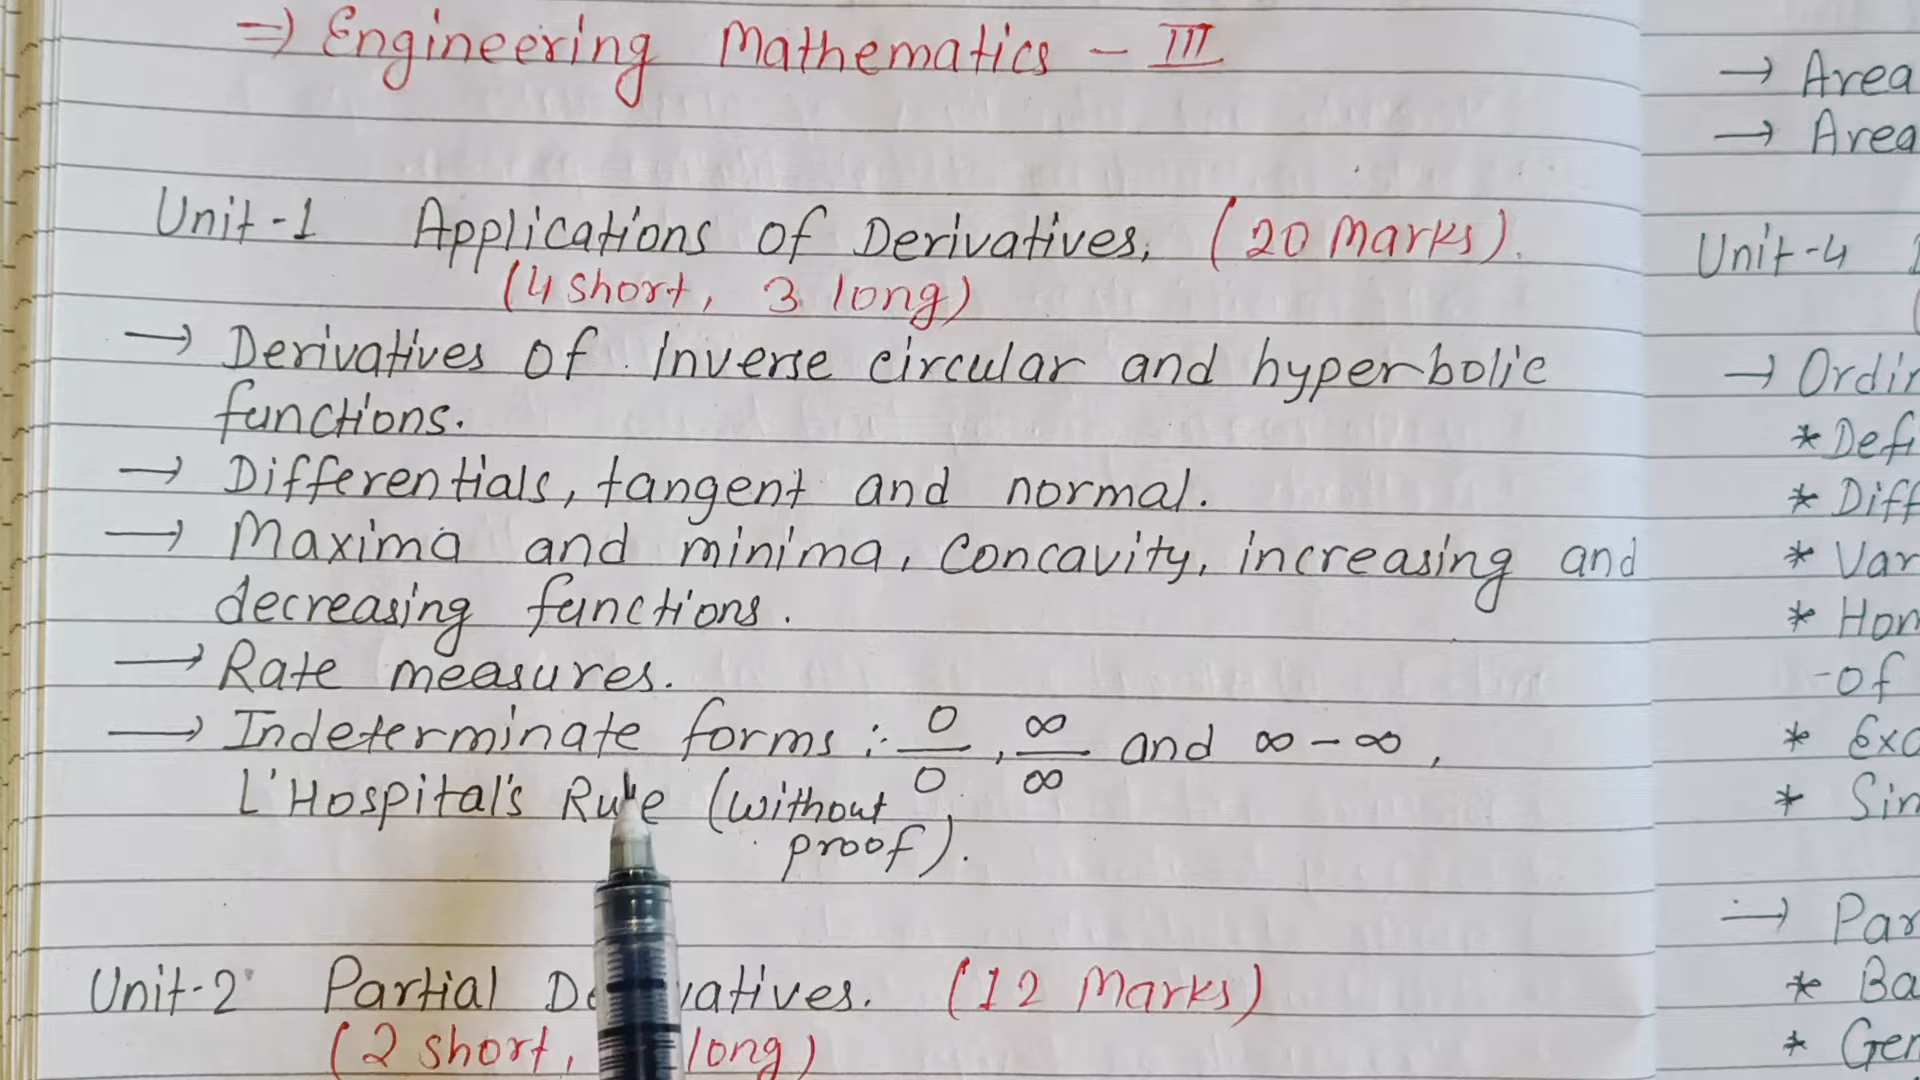 => Engineering Mathematics - III
Unit-1 Applications of Derivatives. (20 Marks).
(4 short, 3 long)
→ Derivatives of inverse circular and hyperbolic
functions.
→ Differentials, tangent and normal.
→ Maxima and minima, Concavity, increasing and
decreasing functions.
→ Rate measures.
→ Indeterminate forms : 0/0, ∞/∞ and ∞-∞,
L'Hospital's Rule (without
proof).
Unit-2 Partial (12 Marks)
(2 short, long)
→ Area
→ Area
Unit-4
→
*
*
*
*
-of
*
*
→
*
*